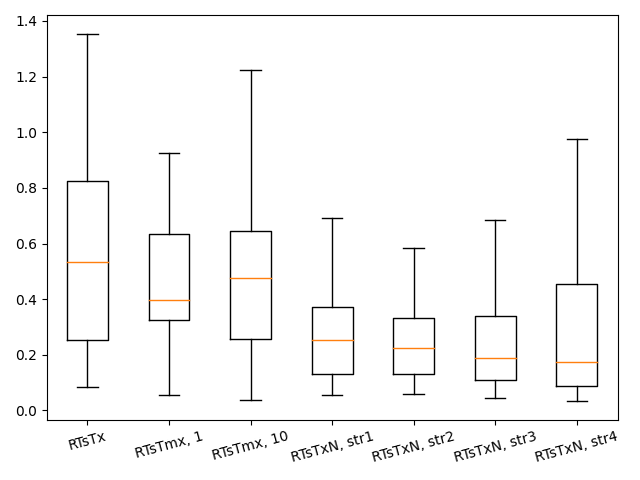 1.4
1.2
1.0
0.8
0.6
0.4
0.2
0.0
RTsTx
RTsTmx, 1
RTsTmx, 10
RTsTxN, str1
RTsTxN, str2
RTsTxN, str3
RTsTxN, str4